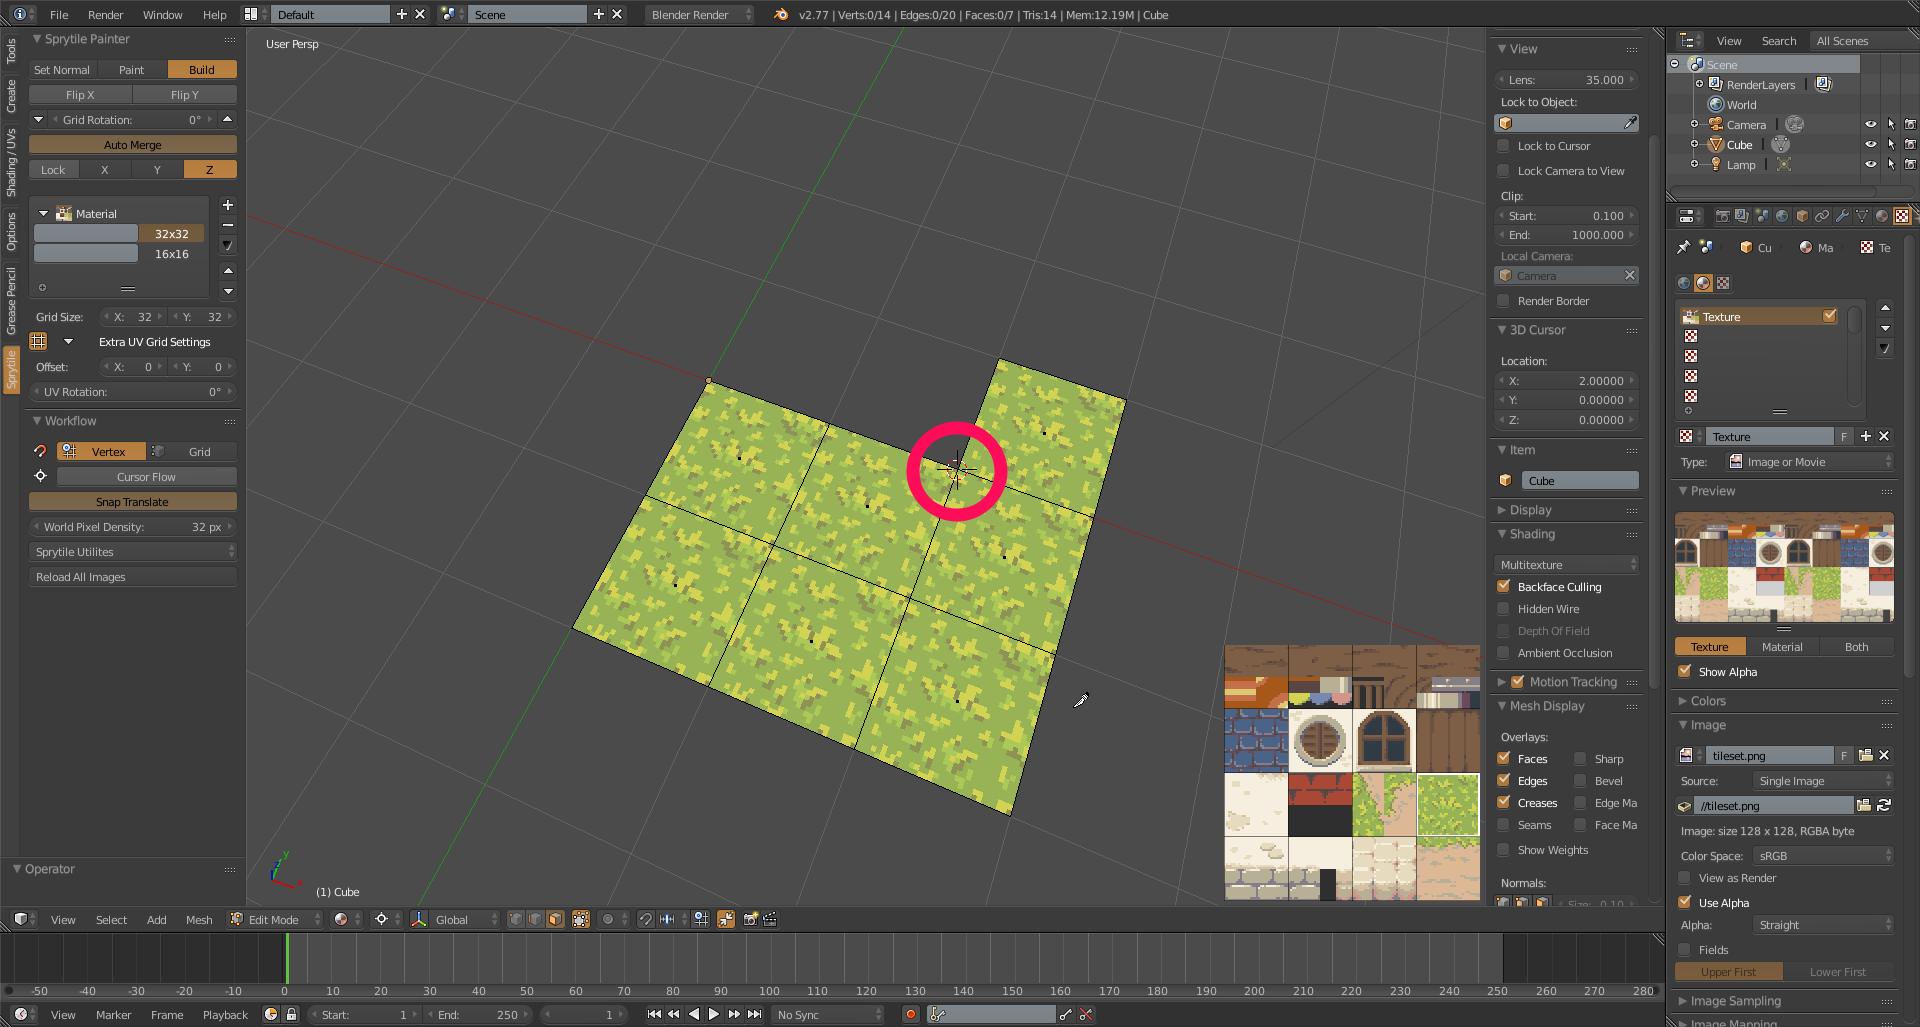 File Render Window Help Default Scene Blender Render v2.77 | Verts:0/14 | Edges:0/20 | Faces:0/7 | Tris:14 | Mem:12.19M | Cube
Tools
Create
Shading / UVs
Options
Grease Pencil
Sprytile
Sprytile Painter
Set Normal Paint Build
Flip X Flip Y
Grid Rotation: 0°
Auto Merge
Lock X Y Z
Material
32x32
16x16
Grid Size: X: 32 Y: 32
Extra UV Grid Settings
Offset: X: 0 Y: 0
UV Rotation: 0°
Workflow
Vertex Grid
Cursor Flow
Snap Translate
World Pixel Density: 32 px
Sprytile Utilites
Reload All Images
Operator
User Persp
y
(1) Cube
View
Lens: 35.000
Lock to Object:
Lock to Cursor
Lock Camera to View
Clip:
Start: 0.100
End: 1000.000
Local Camera:
Camera
Render Border
3D Cursor
Location:
X: 2.00000
Y: 0.00000
Z: 0.00000
Item
Cube
Display
Shading
Multitexture
Backface Culling
Hidden Wire
Depth Of Field
Ambient Occlusion
Motion Tracking
Mesh Display
Overlays:
Faces Sharp
Edges Bevel
Creases Edge Ma
Seams Face Ma
Show Weights
Normals:
Size: 0.10
View Search All Scenes
Scene
RenderLayers |
World
Camera |
Cube |
Lamp |
Cu Ma Te
Texture
Texture F
Type: Image or Movie
Preview
Texture Material Both
Show Alpha
Colors
Image
tileset.png F
Source: Single Image
//tileset.png
Image: size 128 x 128, RGBA byte
Color Space: sRGB
View as Render
Use Alpha
Alpha: Straight
Fields
Upper First Lower First
Image Sampling
Image Mapping
View Select Add Mesh Edit Mode Global
-50 -40 -30 -20 -10 0 10 20 30 40 50 60 70 80 90 100 110 120 130 140 150 160 170 180 190 200 210 220 230 240 250 260 270 280
View Marker Frame Playback Start: 1 End: 250 1 No Sync